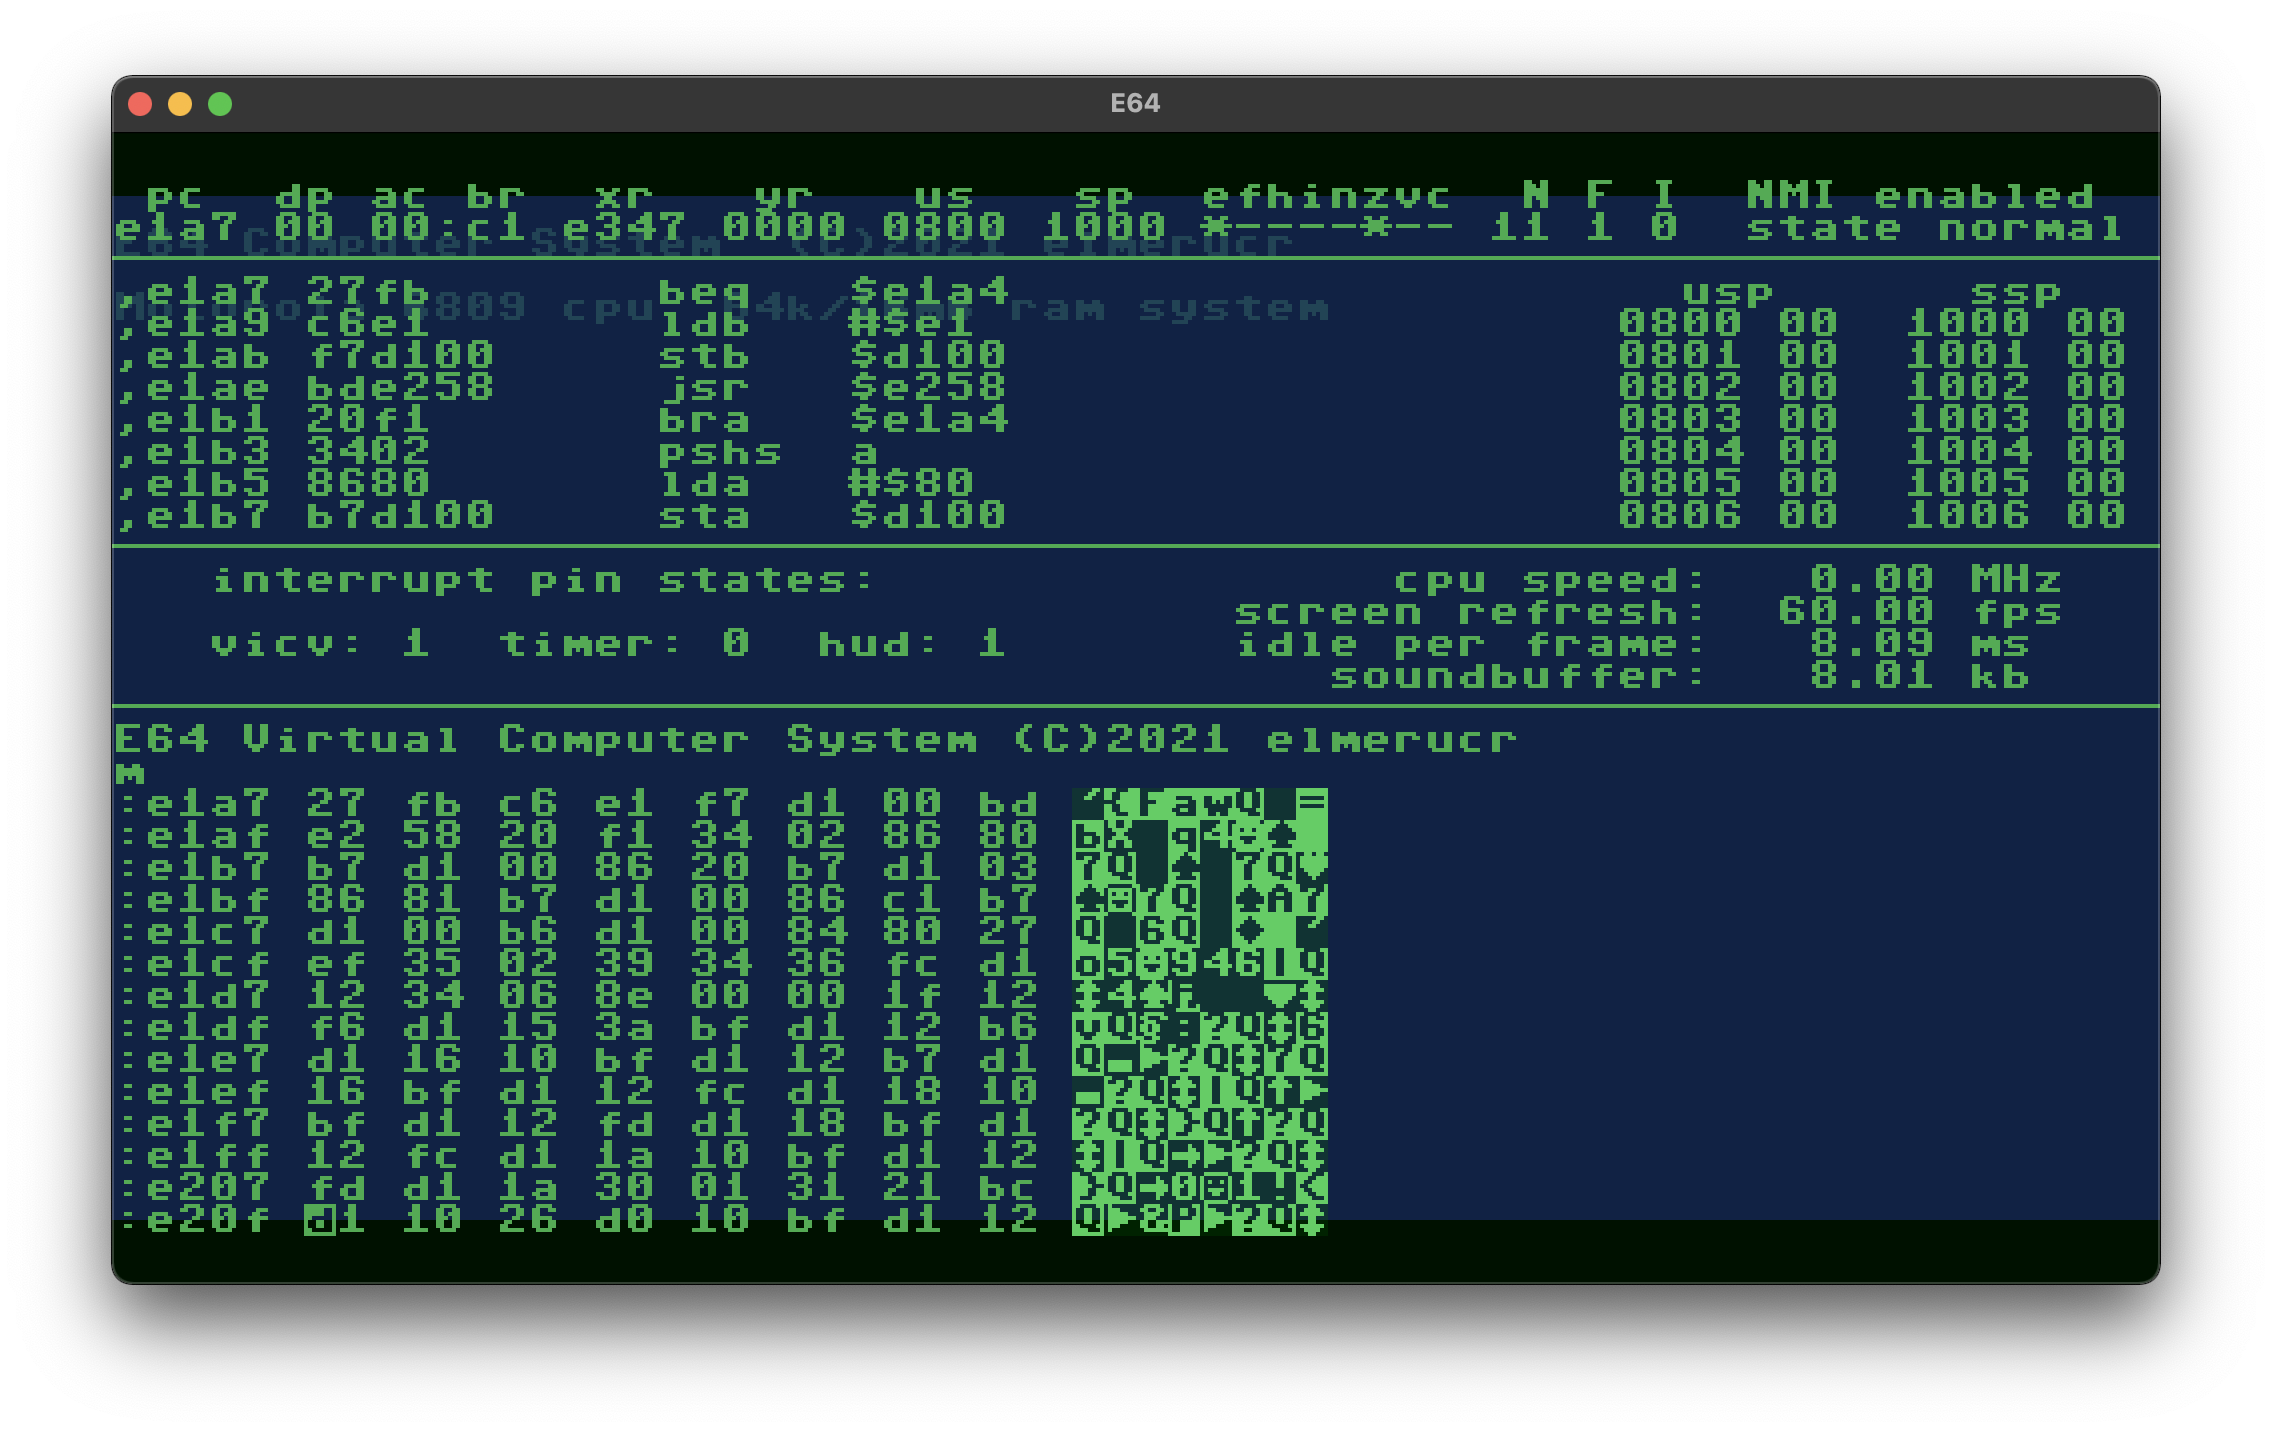 E64
pc dp ac br xr yr us sp efhinzvc N F I NMI enabled
e1a7 00 00:c1 e347 0000 0800 1000 *----*-- 11 1 0 state normal
E64 Computer System (C)2021 elmerucr
,e1a7 27fb beq $e1a4 usp ssp
6809 cpu ram system
,e1a9 c6e1 ldb #$e1 0800 00 1000 00
,e1ab f7d100 stb $d100 0801 00 1001 00
,e1ae bde258 jsr $e258 0802 00 1002 00
,e1b1 20f1 bra $e1a4 0803 00 1003 00
,e1b3 3402 pshs a 0804 00 1004 00
,e1b5 8680 lda #$80 0805 00 1005 00
,e1b7 b7d100 sta $d100 0806 00 1006 00
interrupt pin states: cpu speed: 0.00 MHz
screen refresh: 60.00 fps
vicv: 1 timer: 0 hud: 1 idle per frame: 8.09 ms
soundbuffer: 8.01 kb
E64 Virtual Computer System (C)2021 elmerucr
m
:e1a7 27 fb c6 e1 f7 d1 00 bd
:e1af e2 58 20 f1 34 02 86 80
:e1b7 b7 d1 00 86 20 b7 d1 03
:e1bf 86 81 b7 d1 00 86 c1 b7
:e1c7 d1 00 b6 d1 00 84 80 27
:e1cf ef 35 02 39 34 36 fc d1
:e1d7 12 34 06 8e 00 00 1f 12
:e1df f6 d1 15 3a bf d1 12 b6
:e1e7 d1 16 10 bf d1 12 b7 d1
:e1ef 16 bf d1 12 fc d1 18 10
:e1f7 bf d1 12 fd d1 18 bf d1
:e1ff 12 fc d1 1a 10 bf d1 12
:e207 fd d1 1a 30 01 31 21 bc
:e20f d1 10 26 d0 10 bf d1 12